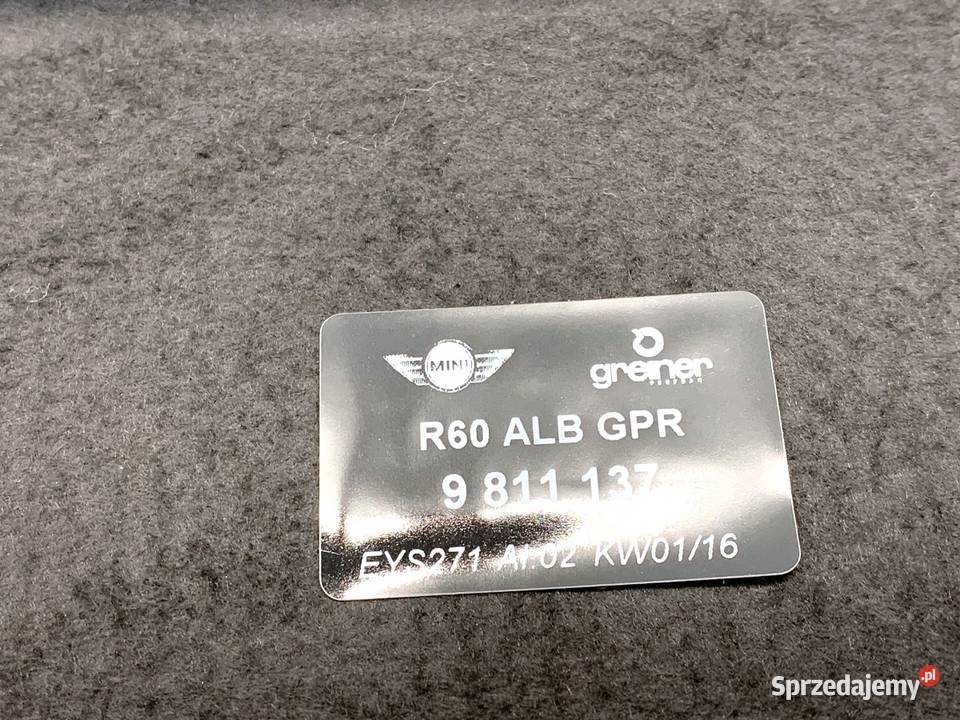 MINI
greiner
R60 ALB GPR
9 811 137
EYS271 AI:02 KW01/16
Sprzedajemy.pl